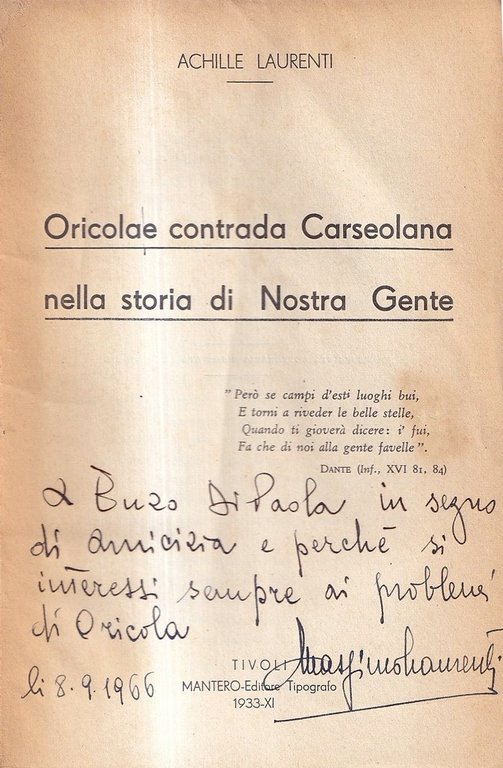 ACHILLE LAURENTI
Oricolae contrada Carseolana
nella storia di Nostra Gente
"Però se campi d'esti luoghi bui,
E torni a riveder le belle stelle,
Quando ti gioverà dicere: i' fui,
Fa che di noi alla gente favelle".
DANTE (Inf., XVI 81, 84)
A Enzo Di Paola in segno
di amicizia e perché si
interessi sempre ai problemi
di Oricola
Massimo Laurenti
li 8.9.1966
TIVOLI
MANTERO-Editore Tipografo
1933-XI